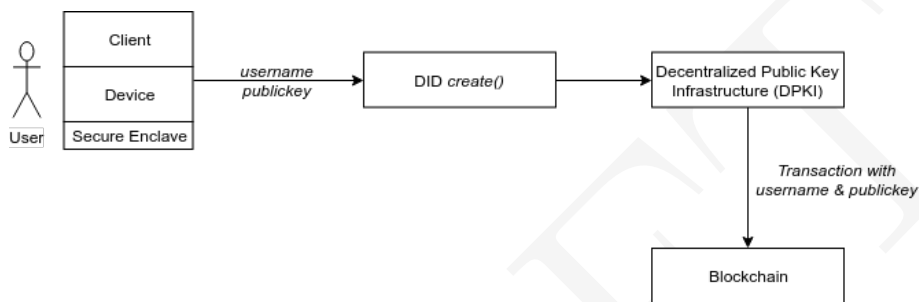 Client
Device
Secure Enclave
User
username
publickey
DID create()
Decentralized Public Key
Infrastructure (DPKI)
Transaction with
username & publickey
Blockchain